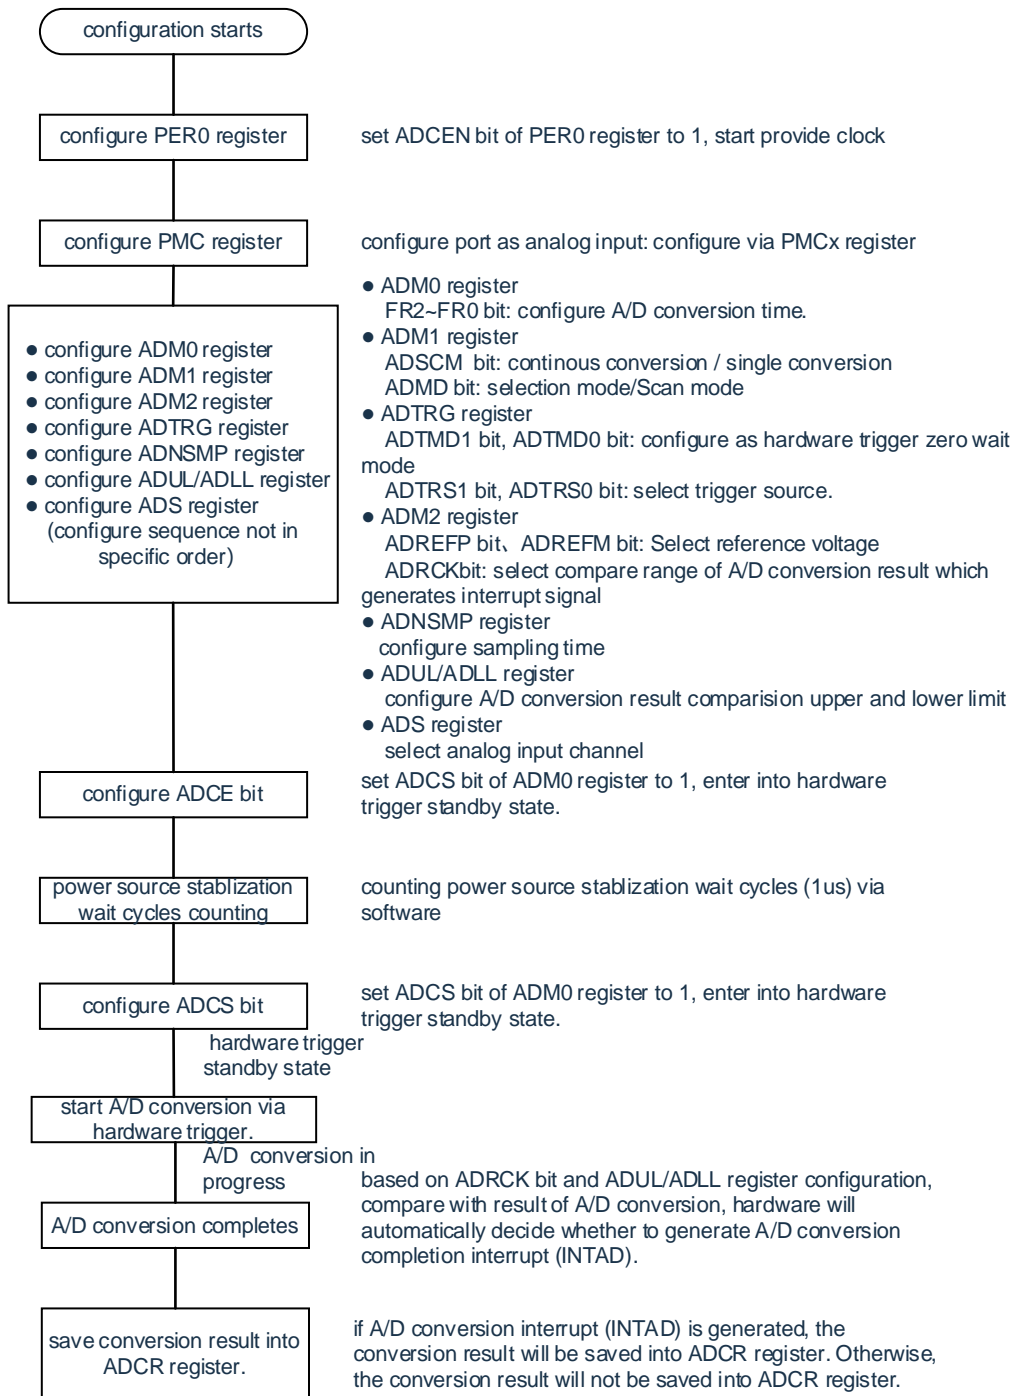 configuration starts
configure PER0 register
set ADCEN bit of PER0 register to 1, start provide clock
configure PMC register
configure port as analog input: configure via PMCx register
● configure ADM0 register
● configure ADM1 register
● configure ADM2 register
● configure ADTRG register
● configure ADNSMP register
● configure ADUL/ADLL register
● configure ADS register
(configure sequence not in
specific order)
● ADM0 register
FR2~FR0 bit: configure A/D conversion time.
● ADM1 register
ADSCM bit: continous conversion / single conversion
ADMD bit: selection mode/Scan mode
● ADTRG register
ADTMD1 bit, ADTMD0 bit: configure as hardware trigger zero wait
mode
ADTRS1 bit, ADTRS0 bit: select trigger source.
● ADM2 register
ADREFP bit、ADREFM bit: Select reference voltage
ADRCKbit: select compare range of A/D conversion result which
generates interrupt signal
● ADNSMP register
configure sampling time
● ADUL/ADLL register
configure A/D conversion result comparision upper and lower limit
● ADS register
select analog input channel
configure ADCE bit
set ADCS bit of ADM0 register to 1, enter into hardware
trigger standby state.
power source stablization
wait cycles counting
counting power source stablization wait cycles (1us) via
software
configure ADCS bit
set ADCS bit of ADM0 register to 1, enter into hardware
trigger standby state.
hardware trigger
standby state
start A/D conversion via
hardware trigger.
A/D conversion in
progress
A/D conversion completes
based on ADRCK bit and ADUL/ADLL register configuration,
compare with result of A/D conversion, hardware will
automatically decide whether to generate A/D conversion
completion interrupt (INTAD).
save conversion result into
ADCR register.
if A/D conversion interrupt (INTAD) is generated, the
conversion result will be saved into ADCR register. Otherwise,
the conversion result will not be saved into ADCR register.